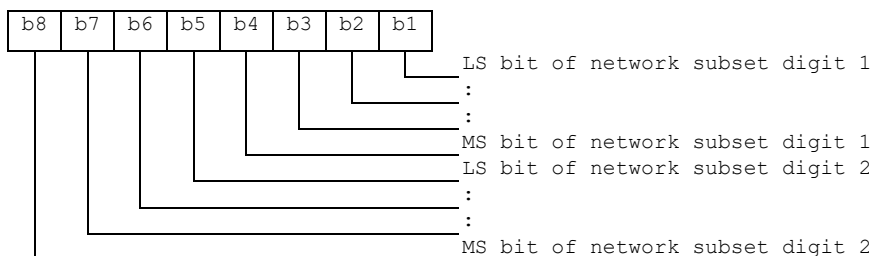 b8 b7 b6 b5 b4 b3 b2 b1
LS bit of network subset digit 1
:
:
MS bit of network subset digit 1
LS bit of network subset digit 2
:
:
MS bit of network subset digit 2